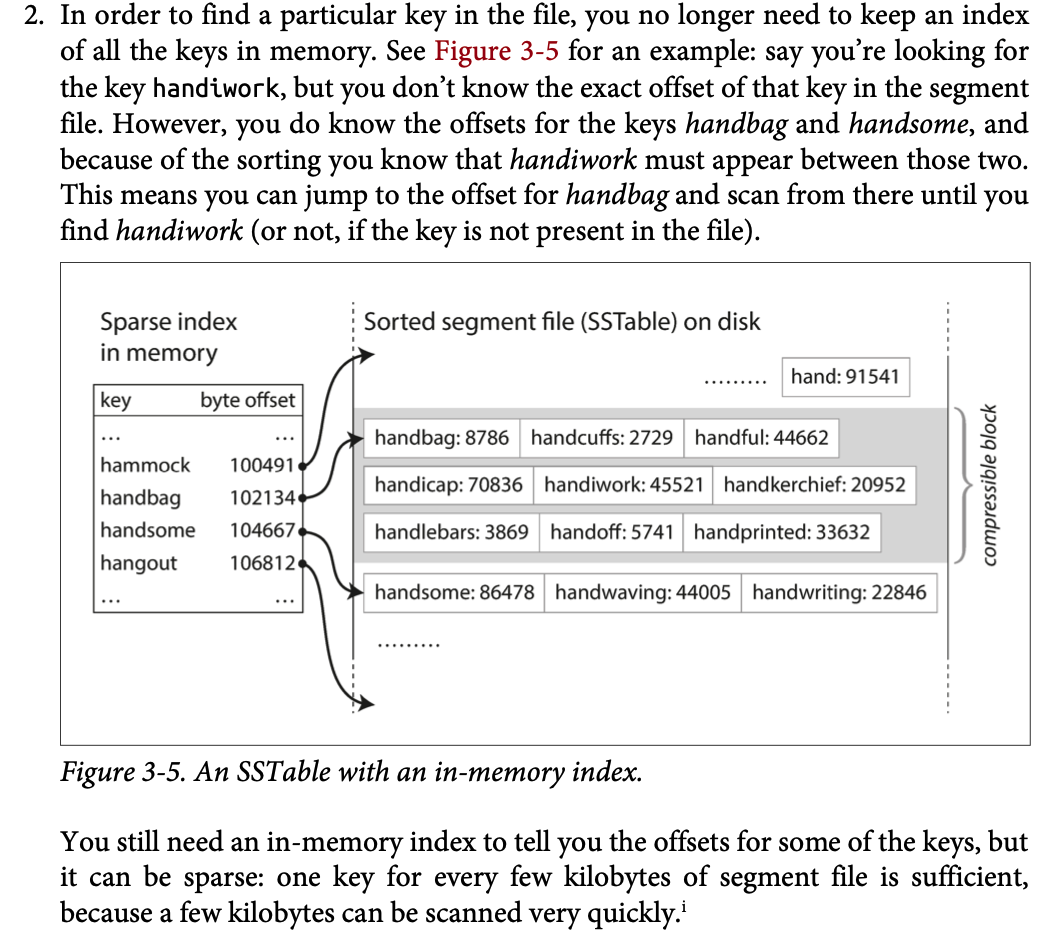 2. In order to find a particular key in the file, you no longer need to keep an index
of all the keys in memory. See Figure 3-5 for an example: say you’re looking for
the key handiwork, but you don’t know the exact offset of that key in the segment
file. However, you do know the offsets for the keys handbag and handsome, and
because of the sorting you know that handiwork must appear between those two.
This means you can jump to the offset for handbag and scan from there until you
find handiwork (or not, if the key is not present in the file).
Sparse index
in memory
key byte offset
... ...
hammock 100491
handbag 102134
handsome 104667
hangout 106812
... ...
Sorted segment file (SSTable) on disk
......... hand: 91541
handbag: 8786 handcuffs: 2729 handful: 44662
handicap: 70836 handiwork: 45521 handkerchief: 20952
handlebars: 3869 handoff: 5741 handprinted: 33632
handsome: 86478 handwaving: 44005 handwriting: 22846
.........
compressible block
Figure 3-5. An SSTable with an in-memory index.
You still need an in-memory index to tell you the offsets for some of the keys, but
it can be sparse: one key for every few kilobytes of segment file is sufficient,
because a few kilobytes can be scanned very quickly.i